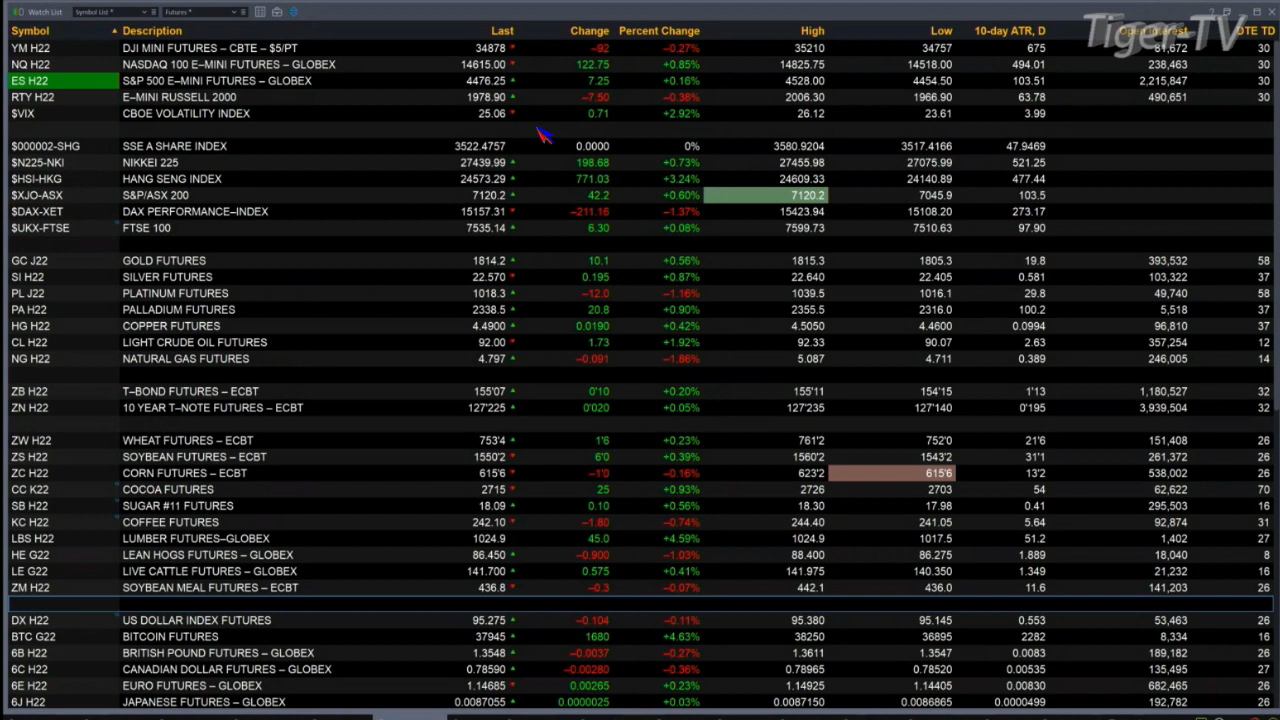 Watch List Symbol List * Futures *
Symbol Description Last Change Percent Change High Low 10-day ATR, D Open Interest DTE TD
Tiger-TV
YM H22 DJI MINI FUTURES – CBTE – $5/PT 34878 –92 –0.27% 35210 34757 675 81,672 30
NQ H22 NASDAQ 100 E–MINI FUTURES – GLOBEX 14615.00 122.75 +0.85% 14825.75 14518.00 494.01 238,463 30
ES H22 S&P 500 E–MINI FUTURES – GLOBEX 4476.25 7.25 +0.16% 4528.00 4454.50 103.51 2,215,847 30
RTY H22 E–MINI RUSSELL 2000 1978.90 –7.50 –0.38% 2006.30 1966.90 63.78 490,651 30
$VIX CBOE VOLATILITY INDEX 25.06 0.71 +2.92% 26.12 23.61 3.99
$000002-SHG SSE A SHARE INDEX 3522.4757 0.0000 0% 3580.9204 3517.4166 47.9469
$N225-NKI NIKKEI 225 27439.99 198.68 +0.73% 27455.98 27075.99 521.25
$HSI-HKG HANG SENG INDEX 24573.29 771.03 +3.24% 24609.33 24140.89 477.44
$XJO-ASX S&P/ASX 200 7120.2 42.2 +0.60% 7120.2 7045.9 103.5
$DAX-XET DAX PERFORMANCE–INDEX 15157.31 –211.16 –1.37% 15423.94 15108.20 273.17
$UKX-FTSE FTSE 100 7535.14 6.30 +0.08% 7599.73 7510.63 97.90
GC J22 GOLD FUTURES 1814.2 10.1 +0.56% 1815.3 1805.3 19.8 393,532 58
SI H22 SILVER FUTURES 22.570 0.195 +0.87% 22.640 22.405 0.581 103,322 37
PL J22 PLATINUM FUTURES 1018.3 –12.0 –1.16% 1039.5 1016.1 29.8 49,740 58
PA H22 PALLADIUM FUTURES 2338.5 20.8 +0.90% 2355.5 2316.0 100.2 5,518 37
HG H22 COPPER FUTURES 4.4900 0.0190 +0.42% 4.5050 4.4600 0.0994 96,810 37
CL H22 LIGHT CRUDE OIL FUTURES 92.00 1.73 +1.92% 92.33 90.07 2.63 357,254 12
NG H22 NATURAL GAS FUTURES 4.797 –0.091 –1.86% 5.087 4.711 0.389 246,005 14
ZB H22 T–BOND FUTURES – ECBT 155'07 0'10 +0.20% 155'11 154'15 1'13 1,180,527 32
ZN H22 10 YEAR T–NOTE FUTURES – ECBT 127'225 0'020 +0.05% 127'235 127'140 0'195 3,939,504 32
ZW H22 WHEAT FUTURES – ECBT 753'4 1'6 +0.23% 761'2 752'0 21'6 151,408 26
ZS H22 SOYBEAN FUTURES – ECBT 1550'2 6'0 +0.39% 1560'2 1543'2 31'1 261,372 26
ZC H22 CORN FUTURES – ECBT 615'6 –1'0 –0.16% 623'2 615'6 13'2 538,002 26
CC K22 COCOA FUTURES 2715 25 +0.93% 2726 2703 54 62,622 70
SB H22 SUGAR #11 FUTURES 18.09 0.10 +0.56% 18.30 17.98 0.41 295,503 16
KC H22 COFFEE FUTURES 242.10 –1.80 –0.74% 244.40 241.05 5.64 92,874 31
LBS H22 LUMBER FUTURES–GLOBEX 1024.9 45.0 +4.59% 1024.9 1017.5 51.2 1,402 27
HE G22 LEAN HOGS FUTURES – GLOBEX 86.450 –0.900 –1.03% 88.400 86.275 1.889 18,040 8
LE G22 LIVE CATTLE FUTURES – GLOBEX 141.700 0.575 +0.41% 141.975 140.350 1.349 21,232 16
ZM H22 SOYBEAN MEAL FUTURES – ECBT 436.8 –0.3 –0.07% 442.1 436.0 11.6 141,203 26
DX H22 US DOLLAR INDEX FUTURES 95.275 –0.104 –0.11% 95.380 95.145 0.553 53,463 26
BTC G22 BITCOIN FUTURES 37945 1680 +4.63% 38250 36895 2282 8,334 16
6B H22 BRITISH POUND FUTURES – GLOBEX 1.3548 –0.0037 –0.27% 1.3611 1.3547 0.0083 189,182 26
6C H22 CANADIAN DOLLAR FUTURES – GLOBEX 0.78590 –0.00280 –0.36% 0.78965 0.78520 0.00535 135,495 27
6E H22 EURO FUTURES – GLOBEX 1.14685 0.00265 +0.23% 1.14925 1.14405 0.00830 682,465 26
6J H22 JAPANESE FUTURES – GLOBEX 0.0087055 0.0000025 +0.03% 0.0087150 0.0086865 0.0000499 192,782 26